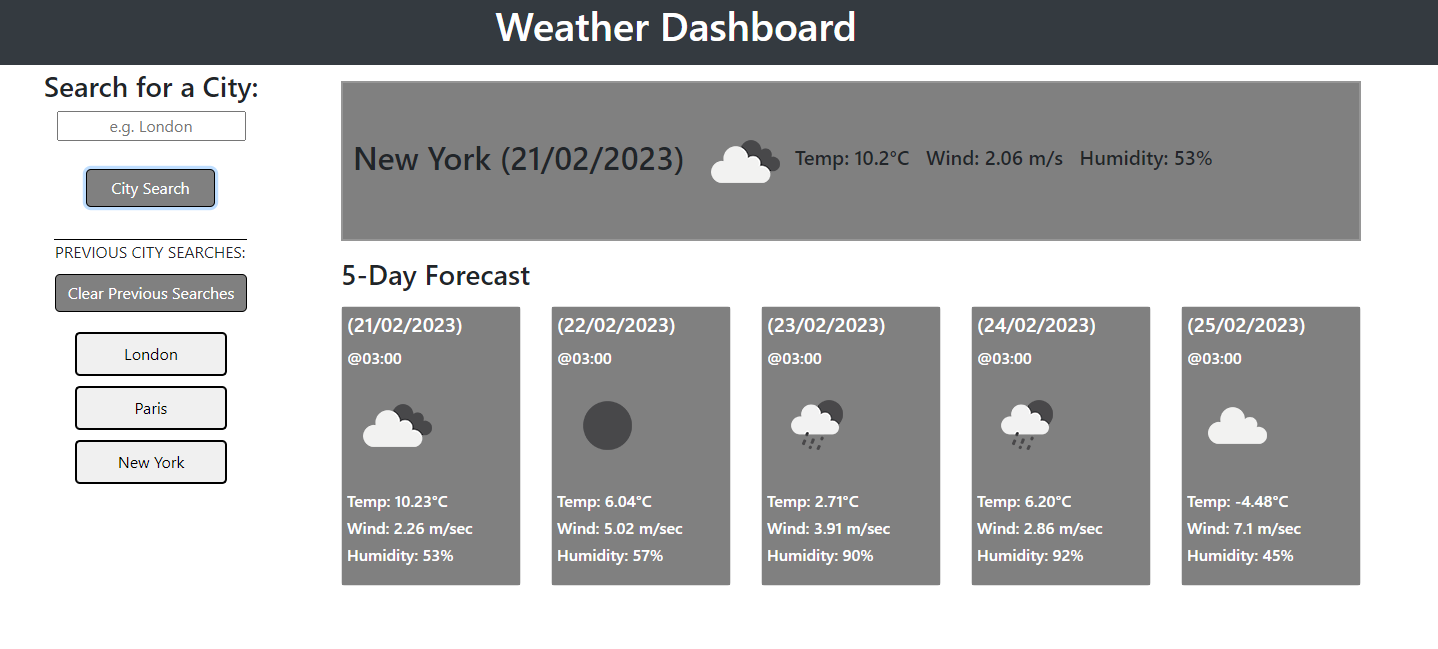 Weather Dashboard
Search for a City:
e.g. London
City Search
PREVIOUS CITY SEARCHES:
Clear Previous Searches
London
Paris
New York
New York (21/02/2023) Temp: 10.2°C Wind: 2.06 m/s Humidity: 53%
5-Day Forecast
(21/02/2023)
@03:00
Temp: 10.23°C
Wind: 2.26 m/sec
Humidity: 53%
(22/02/2023)
@03:00
Temp: 6.04°C
Wind: 5.02 m/sec
Humidity: 57%
(23/02/2023)
@03:00
Temp: 2.71°C
Wind: 3.91 m/sec
Humidity: 90%
(24/02/2023)
@03:00
Temp: 6.20°C
Wind: 2.86 m/sec
Humidity: 92%
(25/02/2023)
@03:00
Temp: -4.48°C
Wind: 7.1 m/sec
Humidity: 45%